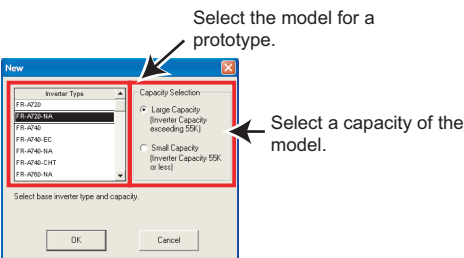 Select the model for a
prototype.
New
Inverter Type
FR-A720
FR-A720-NA
FR-A740
FR-A740-EC
FR-A740-NA
FR-A740-CHT
FR-A760-NA
Capacity Selection
Large Capacity
(Inverter Capacity
exceeding 55K)
Small Capacity
(Inverter Capacity 55K
or less)
Select a capacity of the
model.
Select base inverter type and capacity.
OK
Cancel